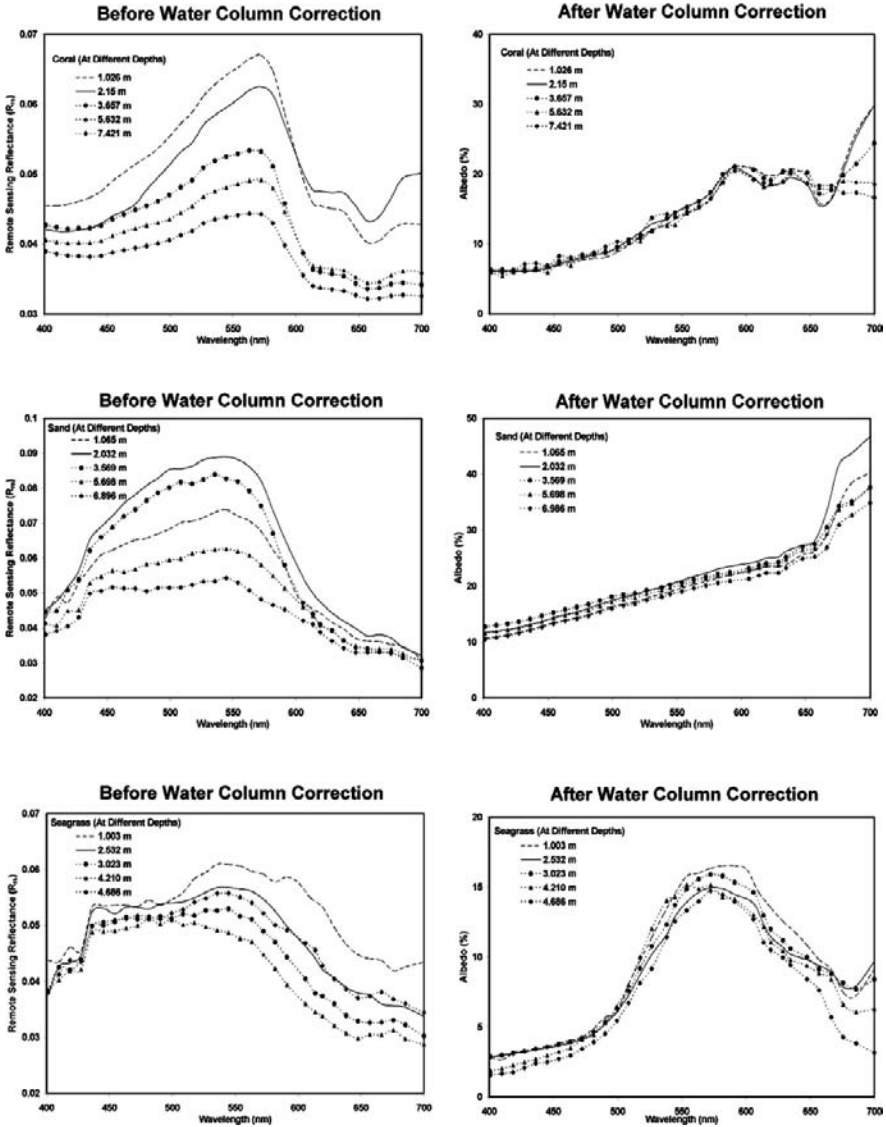 Before Water Column Correction
0.07
0.06
0.05
0.04
0.03
Remote Sensing Reflectance (Rrs)
Coral (At Different Depths)
1.026 m
2.15 m
3.657 m
5.632 m
7.421 m
400 450 500 550 600 650 700
Wavelength (nm)
After Water Column Correction
40
30
20
10
0
Albedo (%)
Coral (At Different Depths)
1.026 m
2.15 m
3.657 m
5.632 m
7.421 m
400 450 500 550 600 650 700
Wavelength (nm)
Before Water Column Correction
0.1
0.09
0.08
0.07
0.06
0.05
0.04
0.03
0.02
Remote Sensing Reflectance (Rrs)
Sand (At Different Depths)
1.065 m
2.032 m
3.569 m
5.698 m
6.896 m
400 450 500 550 600 650 700
Wavelength (nm)
After Water Column Correction
50
40
30
20
10
0
Albedo (%)
Sand (At Different Depths)
1.065 m
2.032 m
3.569 m
5.698 m
6.986 m
400 450 500 550 600 650 700
Wavelength (nm)
Before Water Column Correction
0.07
0.06
0.05
0.04
0.03
0.02
Remote Sensing Reflectance (Rrs)
Seagrass (At Different Depths)
1.003 m
2.532 m
3.023 m
4.210 m
4.686 m
400 450 500 550 600 650 700
Wavelength (nm)
After Water Column Correction
20
15
10
5
0
Albedo (%)
Seagrass (At Different Depths)
1.003 m
2.532 m
3.023 m
4.210 m
4.686 m
400 450 500 550 600 650 700
Wavelength (nm)